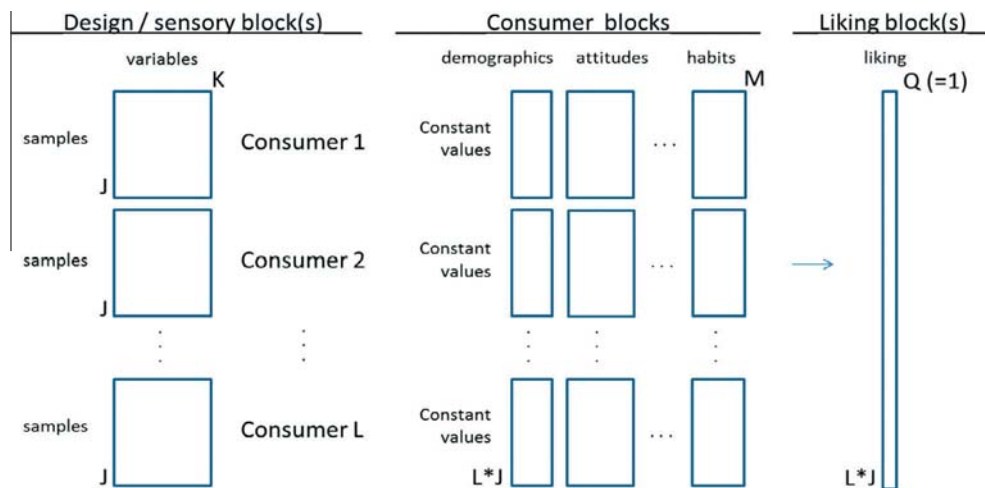 Design / sensory block(s)
Consumer blocks
Liking block(s)
variables
demographics
attitudes
habits
liking
K
M
Q (=1)
samples
Consumer 1
Constant
values
...
J
samples
Consumer 2
Constant
values
...
J
samples
Consumer L
Constant
values
...
J
L*J
L*J